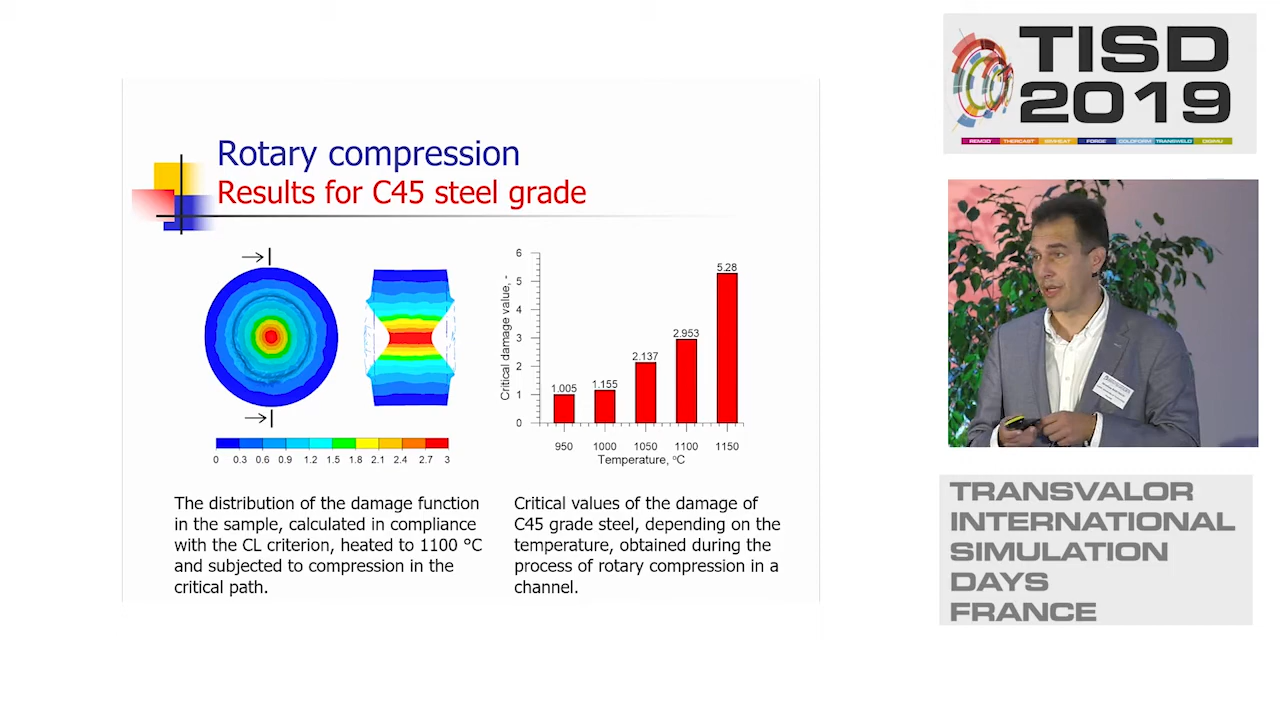 TISD
2019
REM3D THERCAST SIMHEAT FORGE COLDFORM TRANSWELD DIGIMU
Rotary compression
Results for C45 steel grade
0 0.3 0.6 0.9 1.2 1.5 1.8 2.1 2.4 2.7 3
Critical damage value, -
6
5
4
3
2
1
0
1.005
1.155
2.137
2.953
5.28
950 1000 1050 1100 1150
Temperature, °C
The distribution of the damage function
in the sample, calculated in compliance
with the CL criterion, heated to 1100 °C
and subjected to compression in the
critical path.
Critical values of the damage of
C45 grade steel, depending on the
temperature, obtained during the
process of rotary compression in a
channel.
TRANSVALOR
INTERNATIONAL
SIMULATION
DAYS
FRANCE